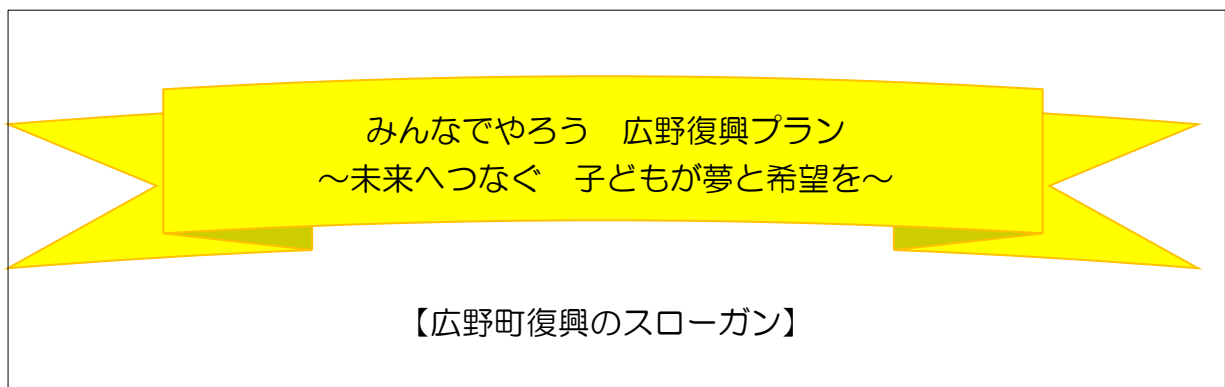 みんなでやろう　広野復興プラン
～未来へつなぐ　子どもが夢と希望を～
【広野町復興のスローガン】